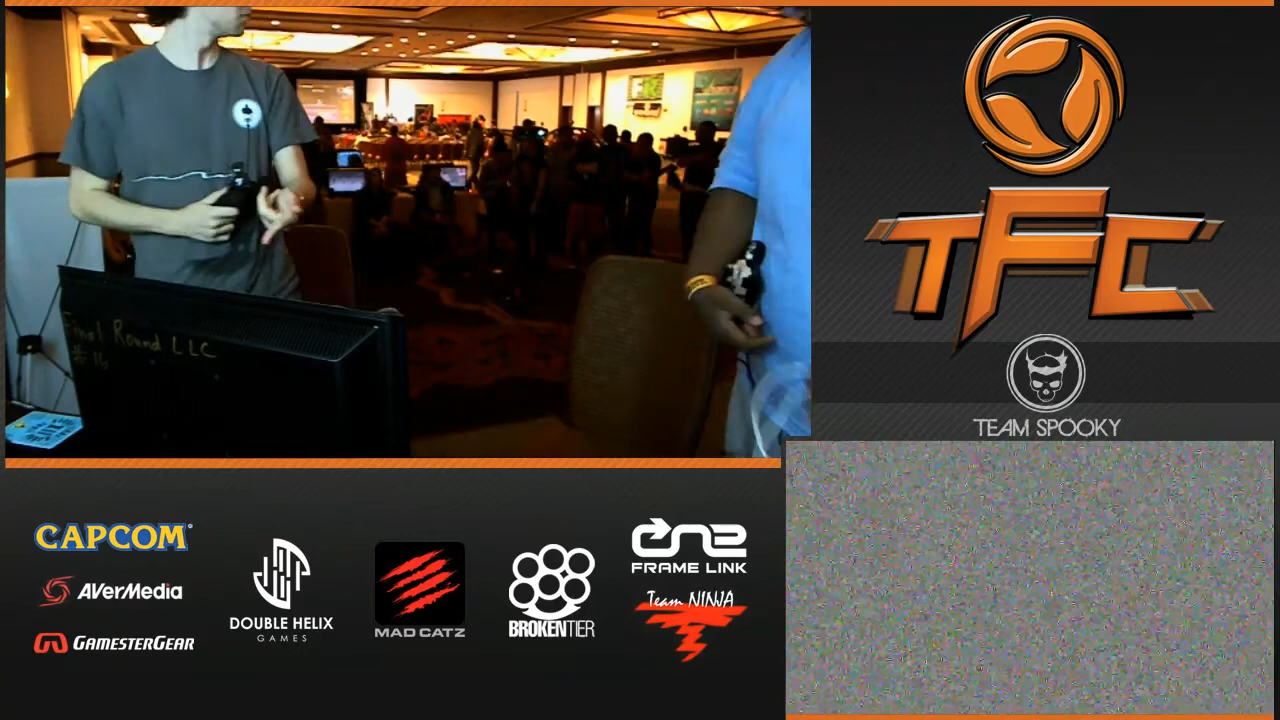 Final Round LLC
#16
TFC
TEAM SPOOKY
CAPCOM
AVerMedia
GAMESTERGEAR
DOUBLE HELIX
GAMES
MAD CATZ
BROKENTIER
ONE
FRAME LINK
Team NINJA